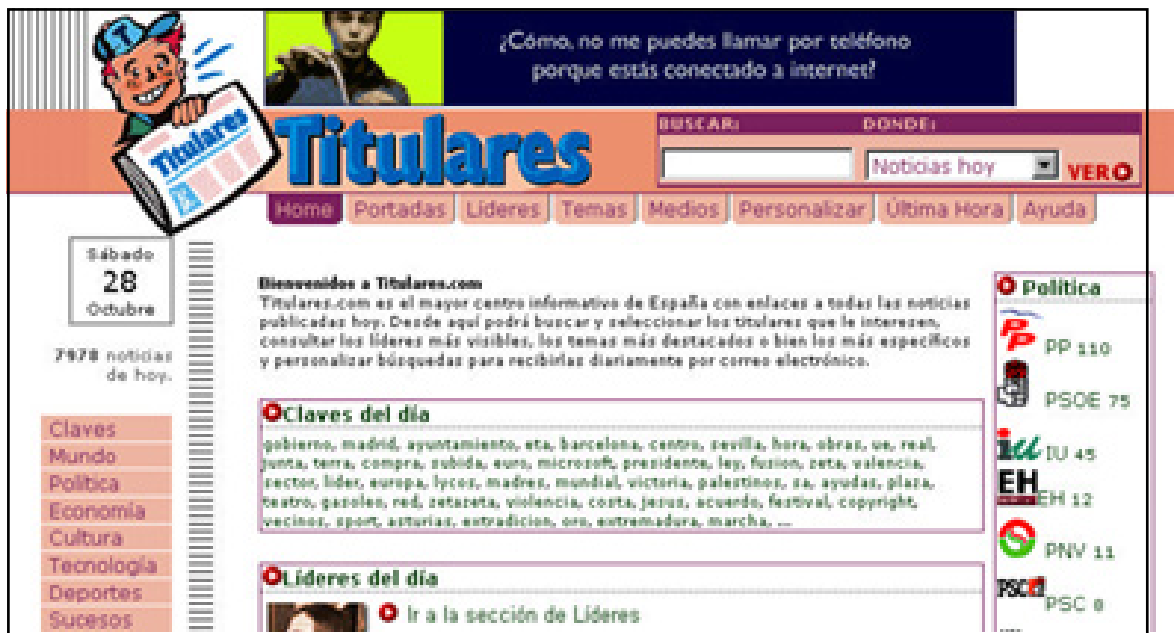 ¿Cómo, no me puedes llamar por teléfono
porque estás conectado a internet?
T
Titulares
Titulares
BUSCAR: DONDE:
Noticias hoy VER
Home Portadas Líderes Temas Medios Personalizar Última Hora Ayuda
Sábado
28
Octubre
7978 noticias
de hoy.
Claves
Mundo
Política
Economía
Cultura
Tecnología
Deportes
Sucesos
Bienvenidos a Titulares.com
Titulares.com es el mayor centro informativo de España con enlaces a todas las noticias
publicadas hoy. Desde aquí podrá buscar y seleccionar los titulares que le interesen,
consultar los líderes más visibles, los temas más destacados o bien los más específicos
y personalizar búsquedas para recibirlas diariamente por correo electrónico.
Claves del día
gobierno, madrid, ayuntamiento, eta, barcelona, centro, sevilla, hora, obras, ue, real,
junta, terra, compra, subida, euro, microsoft, presidente, ley, fusion, zeta, valencia,
sector, lider, europa, lycos, madres, mundial, victoria, palestinos, sa, ayudas, plaza,
teatro, gasoleo, red, zetazeta, violencia, costa, jesus, acuerdo, festival, copyright,
vecinos, sport, asturias, extradicion, oro, extremadura, marcha, ...
Líderes del día
Ir a la sección de Líderes
Política
PP PP 110
PSOE 75
iu IU 45
EH EH 12
PNV 11
PSC PSC 8